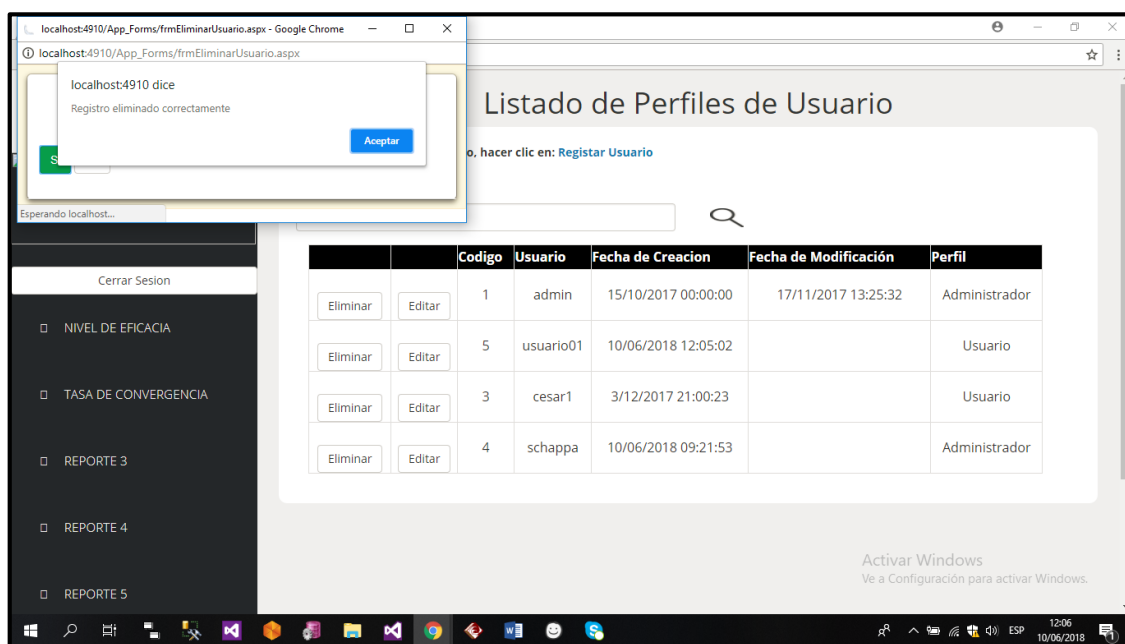 localhost:4910/App_Forms/frmEliminarUsuario.aspx - Google Chrome
localhost:4910/App_Forms/frmEliminarUsuario.aspx
localhost:4910 dice
Registro eliminado correctamente
Aceptar
S
Esperando localhost...
Listado de Perfiles de Usuario
o, hacer clic en: Registar Usuario
Cerrar Sesion
NIVEL DE EFICACIA
TASA DE CONVERGENCIA
REPORTE 3
REPORTE 4
REPORTE 5
Codigo Usuario Fecha de Creacion Fecha de Modificación Perfil
Eliminar Editar 1 admin 15/10/2017 00:00:00 17/11/2017 13:25:32 Administrador
Eliminar Editar 5 usuario01 10/06/2018 12:05:02 Usuario
Eliminar Editar 3 cesar1 3/12/2017 21:00:23 Usuario
Eliminar Editar 4 schappa 10/06/2018 09:21:53 Administrador
Activar Windows
Ve a Configuración para activar Windows.
ESP
12:06
10/06/2018